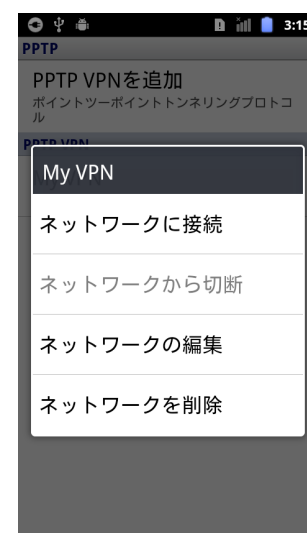 3:15
PPTP
PPTP VPNを追加
ポイントツーポイントトンネリングプロトコ
ル
PPTP VPN
My VPN
ネットワークに接続
ネットワークから切断
ネットワークの編集
ネットワークを削除